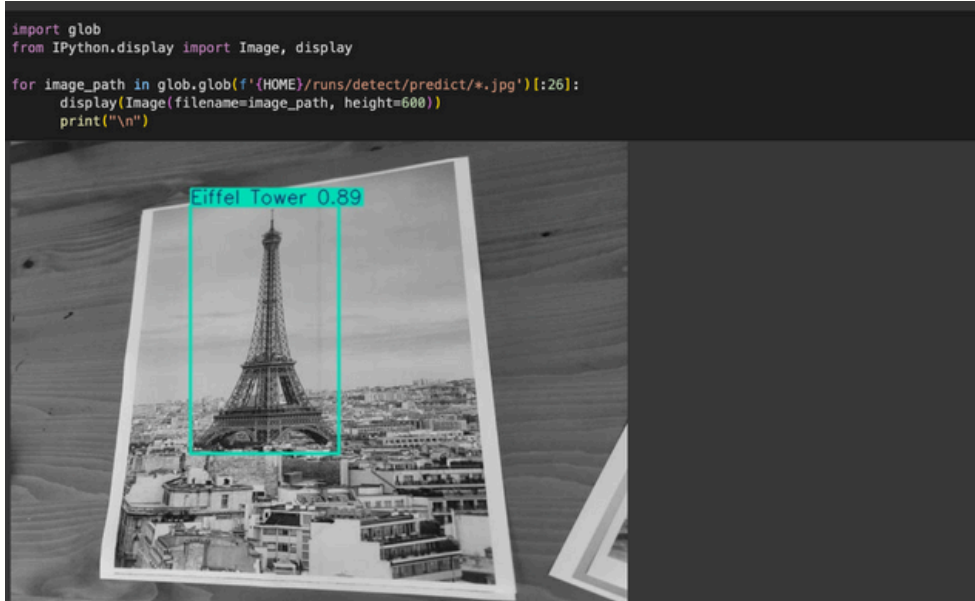 import glob
from IPython.display import Image, display
for image_path in glob.glob(f'{HOME}/runs/detect/predict/*.jpg')[:26]:
display(Image(filename=image_path, height=600))
print("\n")
Eiffel Tower 0.89